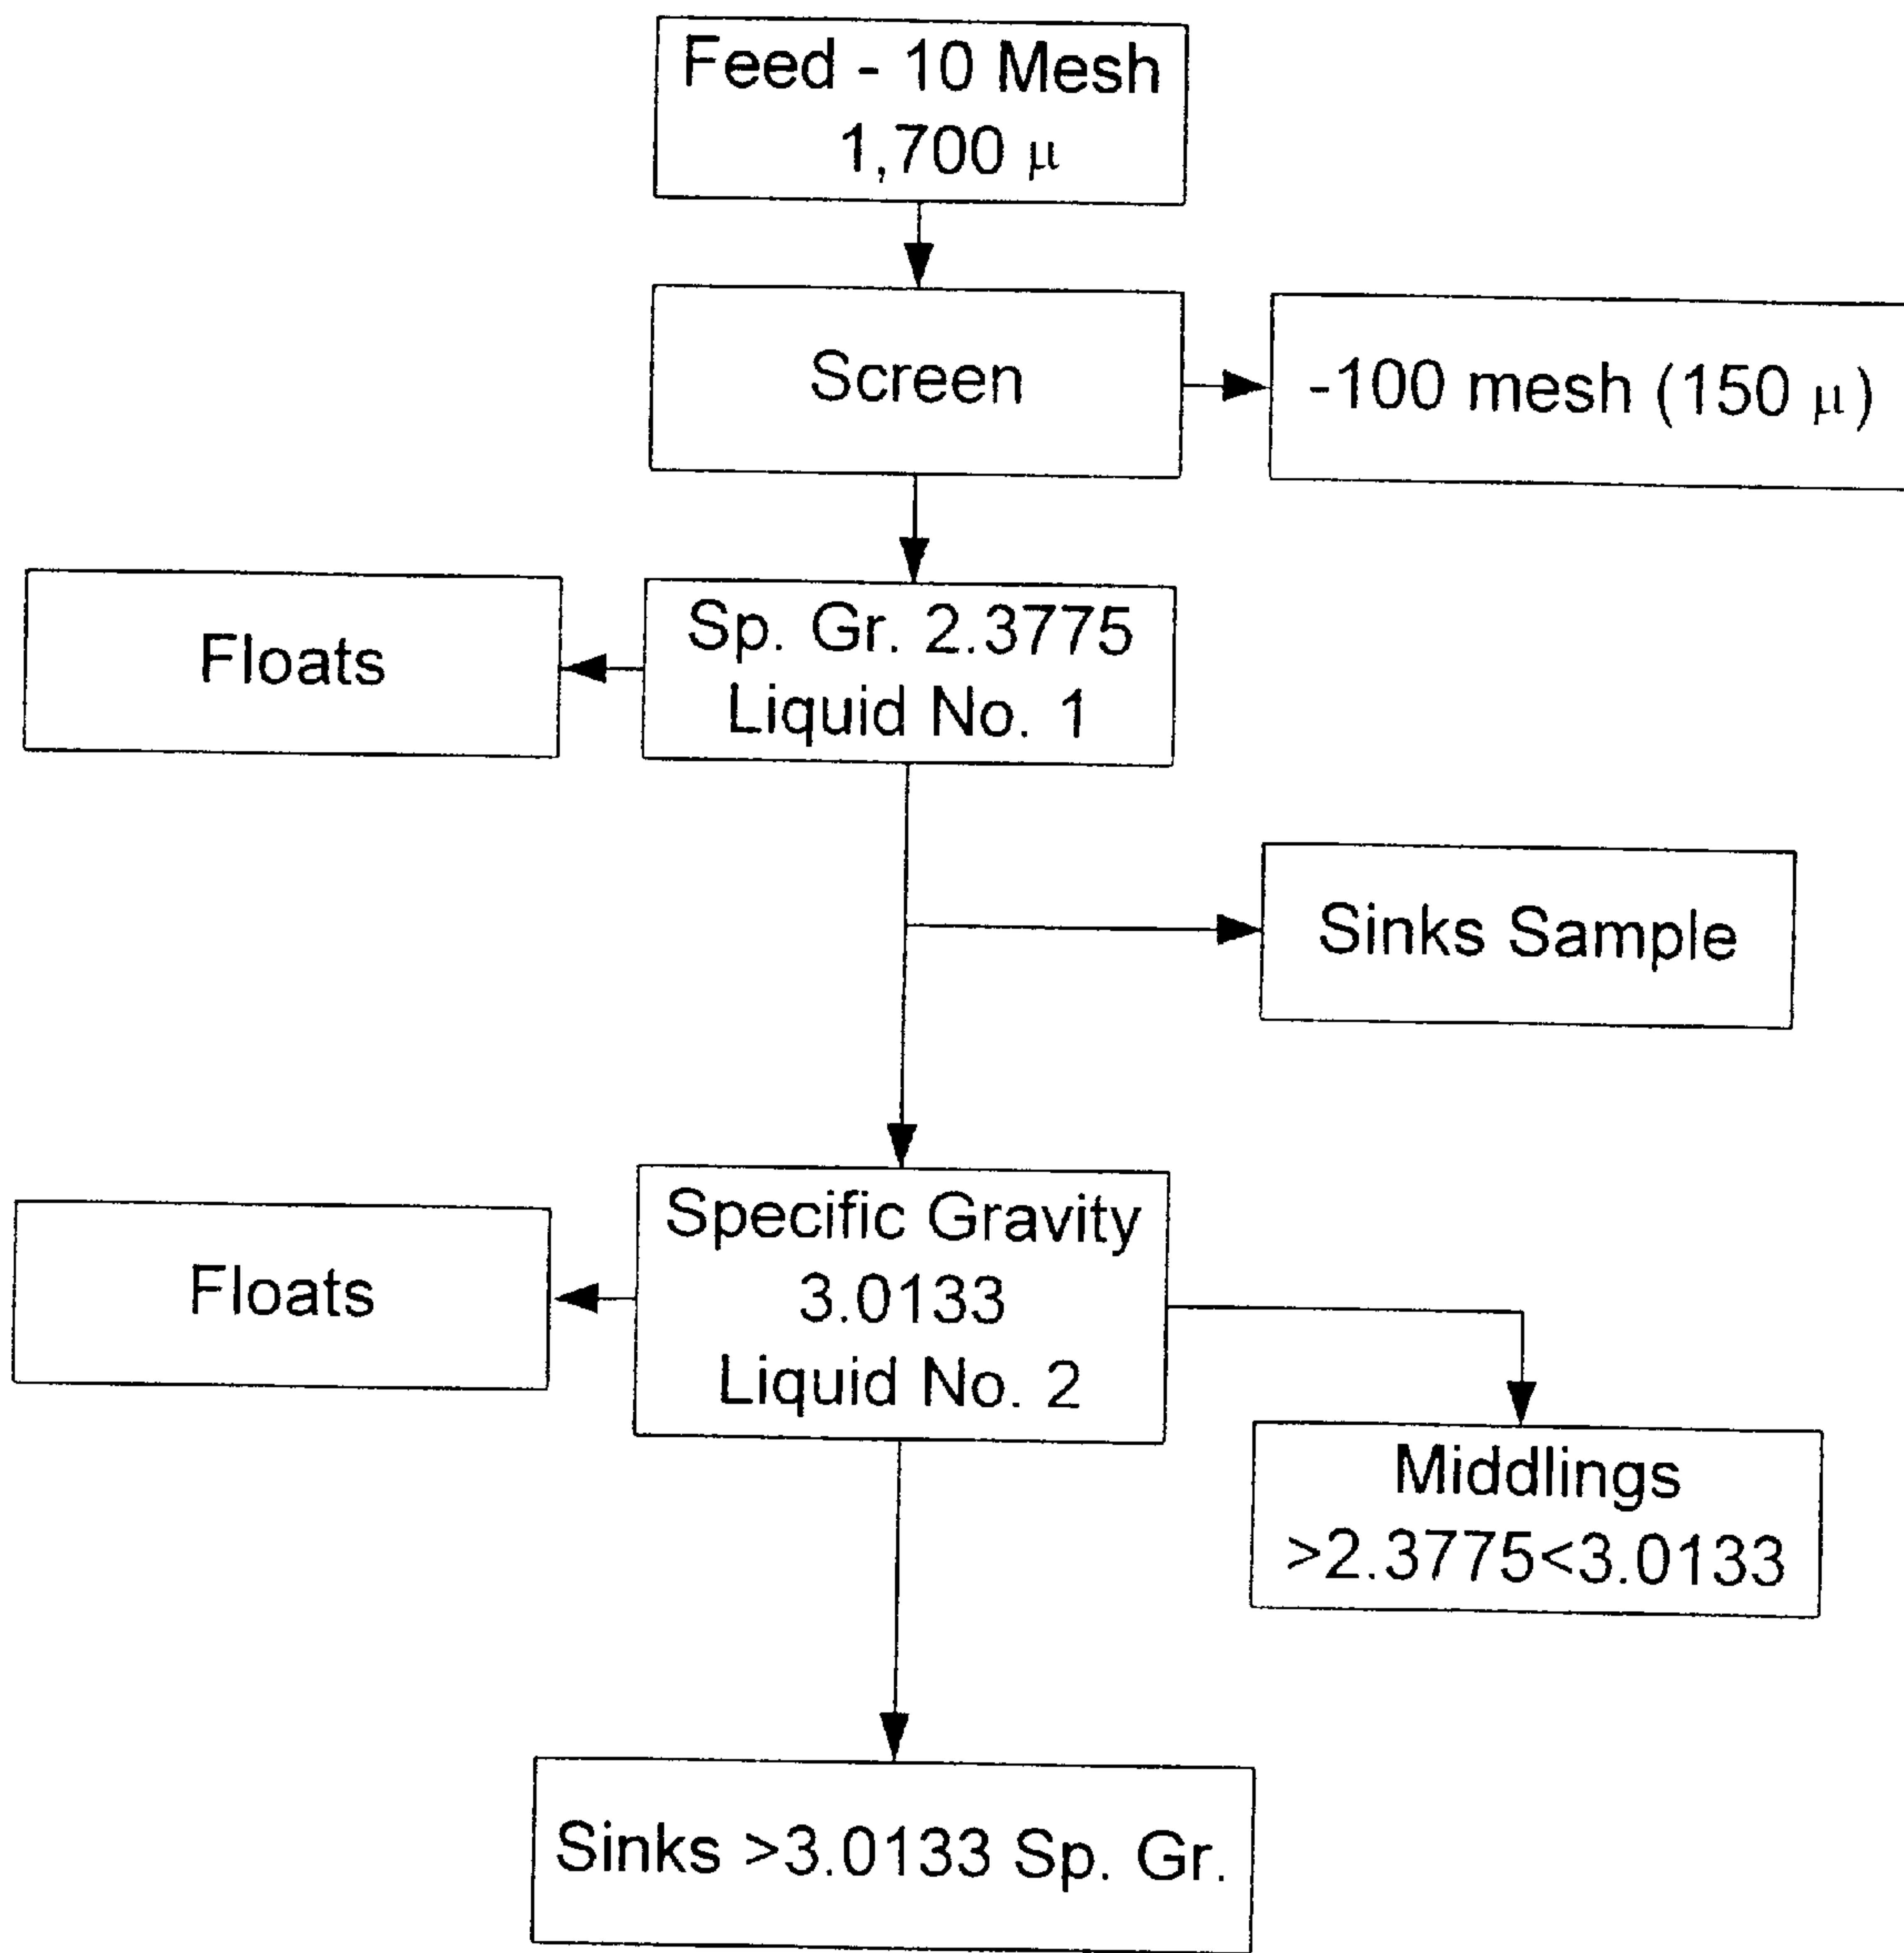 Feed - 10 Mesh
1,700 μ
Screen
-100 mesh (150 μ)
Floats
Sp. Gr. 2.3775
Liquid No. 1
Sinks Sample
Floats
Specific Gravity
3.0133
Liquid No. 2
Middlings
>2.3775<3.0133
Sinks >3.0133 Sp. Gr.